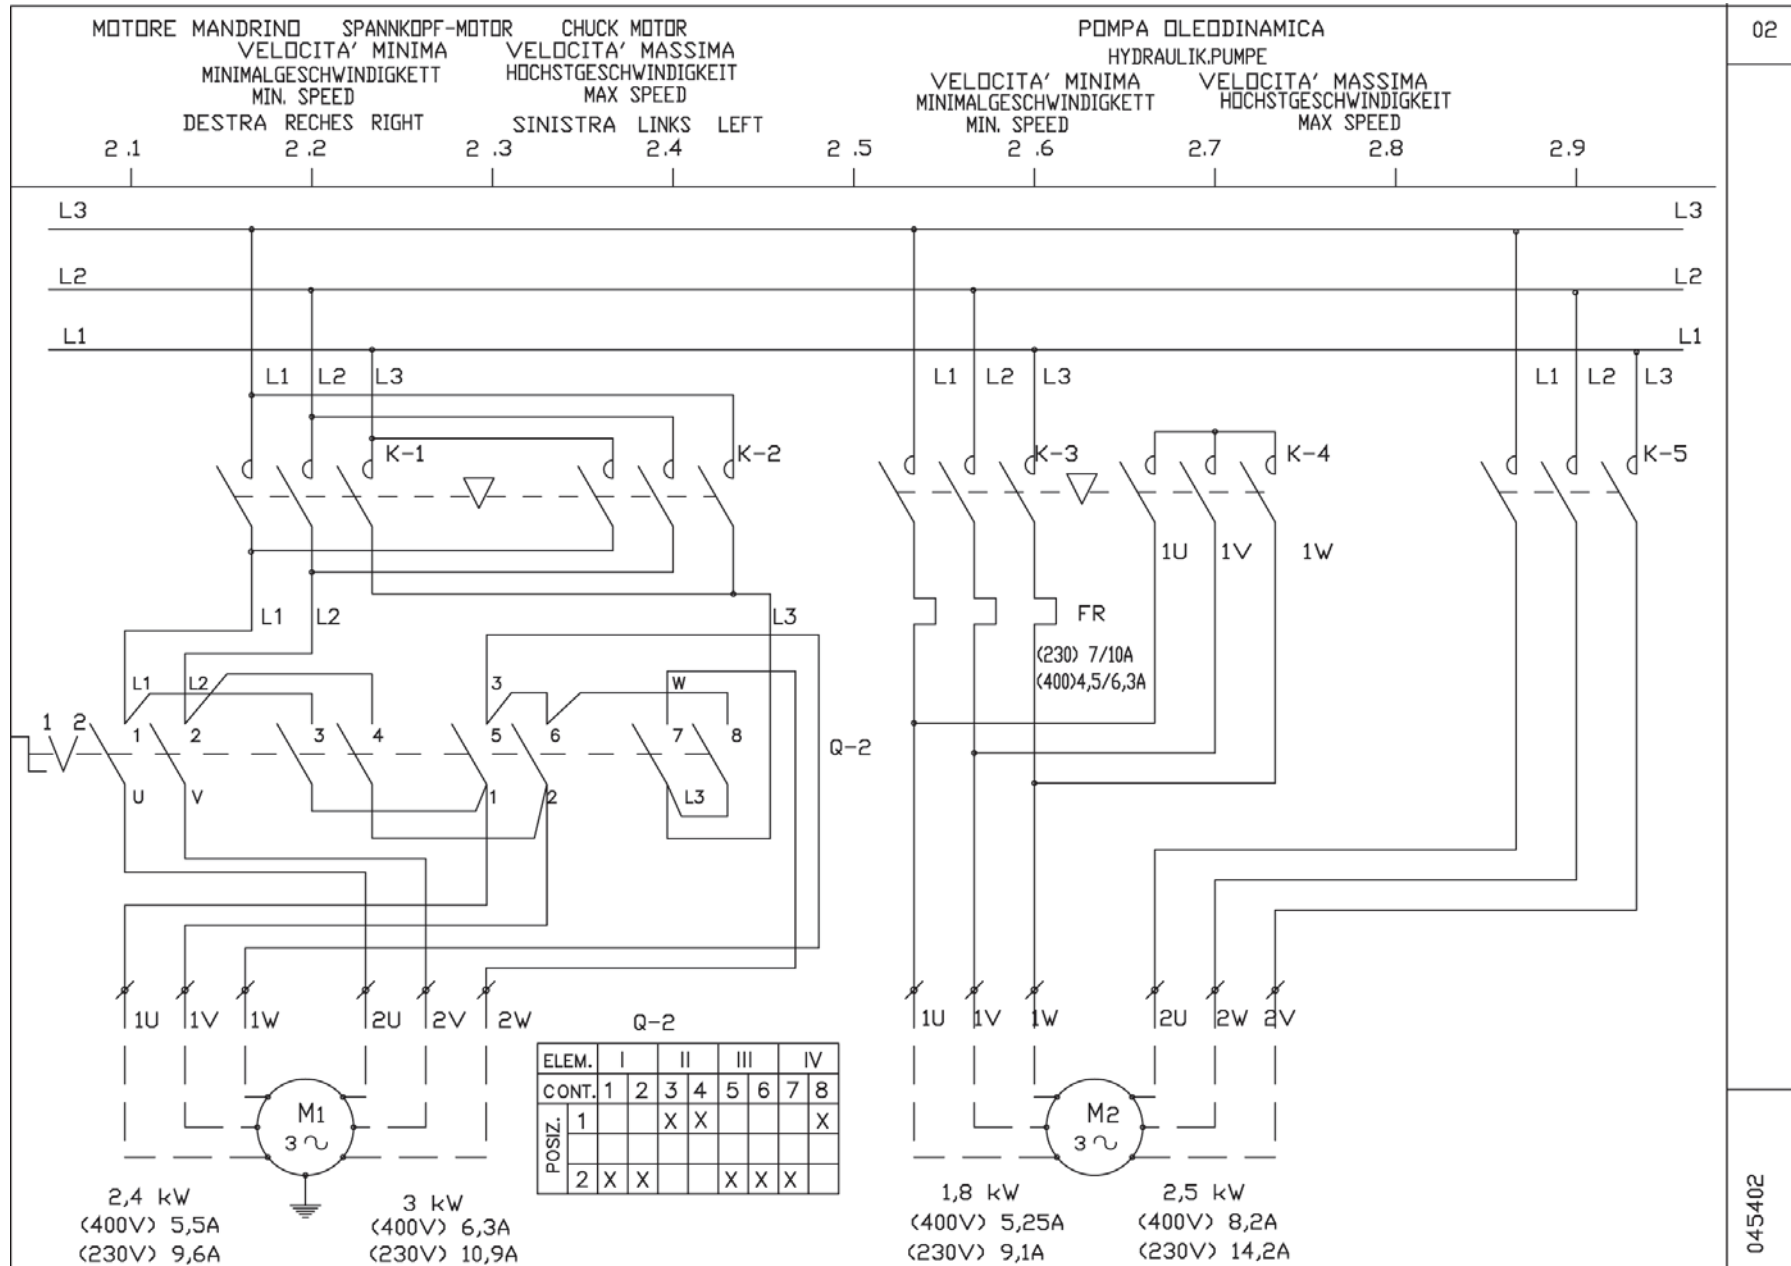 MOTORE MANDRINO SPANNKOPF-MOTOR CHUCK MOTOR
VELOCITA' MINIMA VELOCITA' MASSIMA
MINIMALGESCHWINDIGKETT HOCHSTGESCHWINDIGKEIT
MIN. SPEED MAX SPEED
DESTRA RECHES RIGHT SINISTRA LINKS LEFT
POMPA OLEODINAMICA
HYDRAULIK.PUMPE
VELOCITA' MINIMA VELOCITA' MASSIMA
MINIMALGESCHWINDIGKETT HOCHSTGESCHWINDIGKEIT
MIN. SPEED MAX SPEED
02
2 .1 2 .2 2 .3 2.4 2 .5 2 .6 2.7 2.8 2.9
L3 L3
L2 L2
L1 L1
L1 L2 L3 L1 L2 L3 L1 L2 L3
K-1 K-2 K-3 K-4 K-5
1U 1V 1W
L1 L2 L3 FR
(230) 7/10A
(400)4,5/6,3A
L1 L2 3 W
1 2 1 2 3 4 5 6 7 8 Q-2
U V 1 2 L3
1U 1V 1W 2U 2V 2W 1U 1V 1W 2U 2W 2V
Q-2
ELEM. I II III IV
CONT. 1 2 3 4 5 6 7 8
POSIZ.
1 X X X
2 X X X X X
M1
3
M2
3
2,4 kW
(400V) 5,5A
(230V) 9,6A
3 kW
(400V) 6,3A
(230V) 10,9A
1,8 kW
(400V) 5,25A
(230V) 9,1A
2,5 kW
(400V) 8,2A
(230V) 14,2A
045402